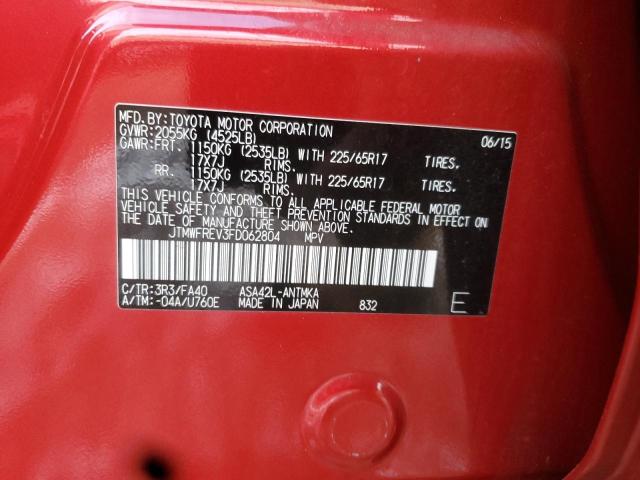 MFD.BY:TOYOTA MOTOR CORPORATION 06/15
GVWR:2055KG (4525LB)
GAWR:FRT. 1150KG (2535LB) WITH 225/65R17 TIRES.
17X7J RIMS.
RR. 1150KG (2535LB) WITH 225/65R17 TIRES.
17X7J RIMS.
THIS VEHICLE CONFORMS TO ALL APPLICABLE FEDERAL MOTOR
VEHICLE SAFETY AND THEFT PREVENTION STANDARDS IN EFFECT ON
THE DATE OF MANUFACTURE SHOWN ABOVE.
JTMWFREV3FD062804 MPV
C/TR:3R3/FA40 ASA42L-ANTMKA
A/TM:-04A/U760E MADE IN JAPAN 832 E